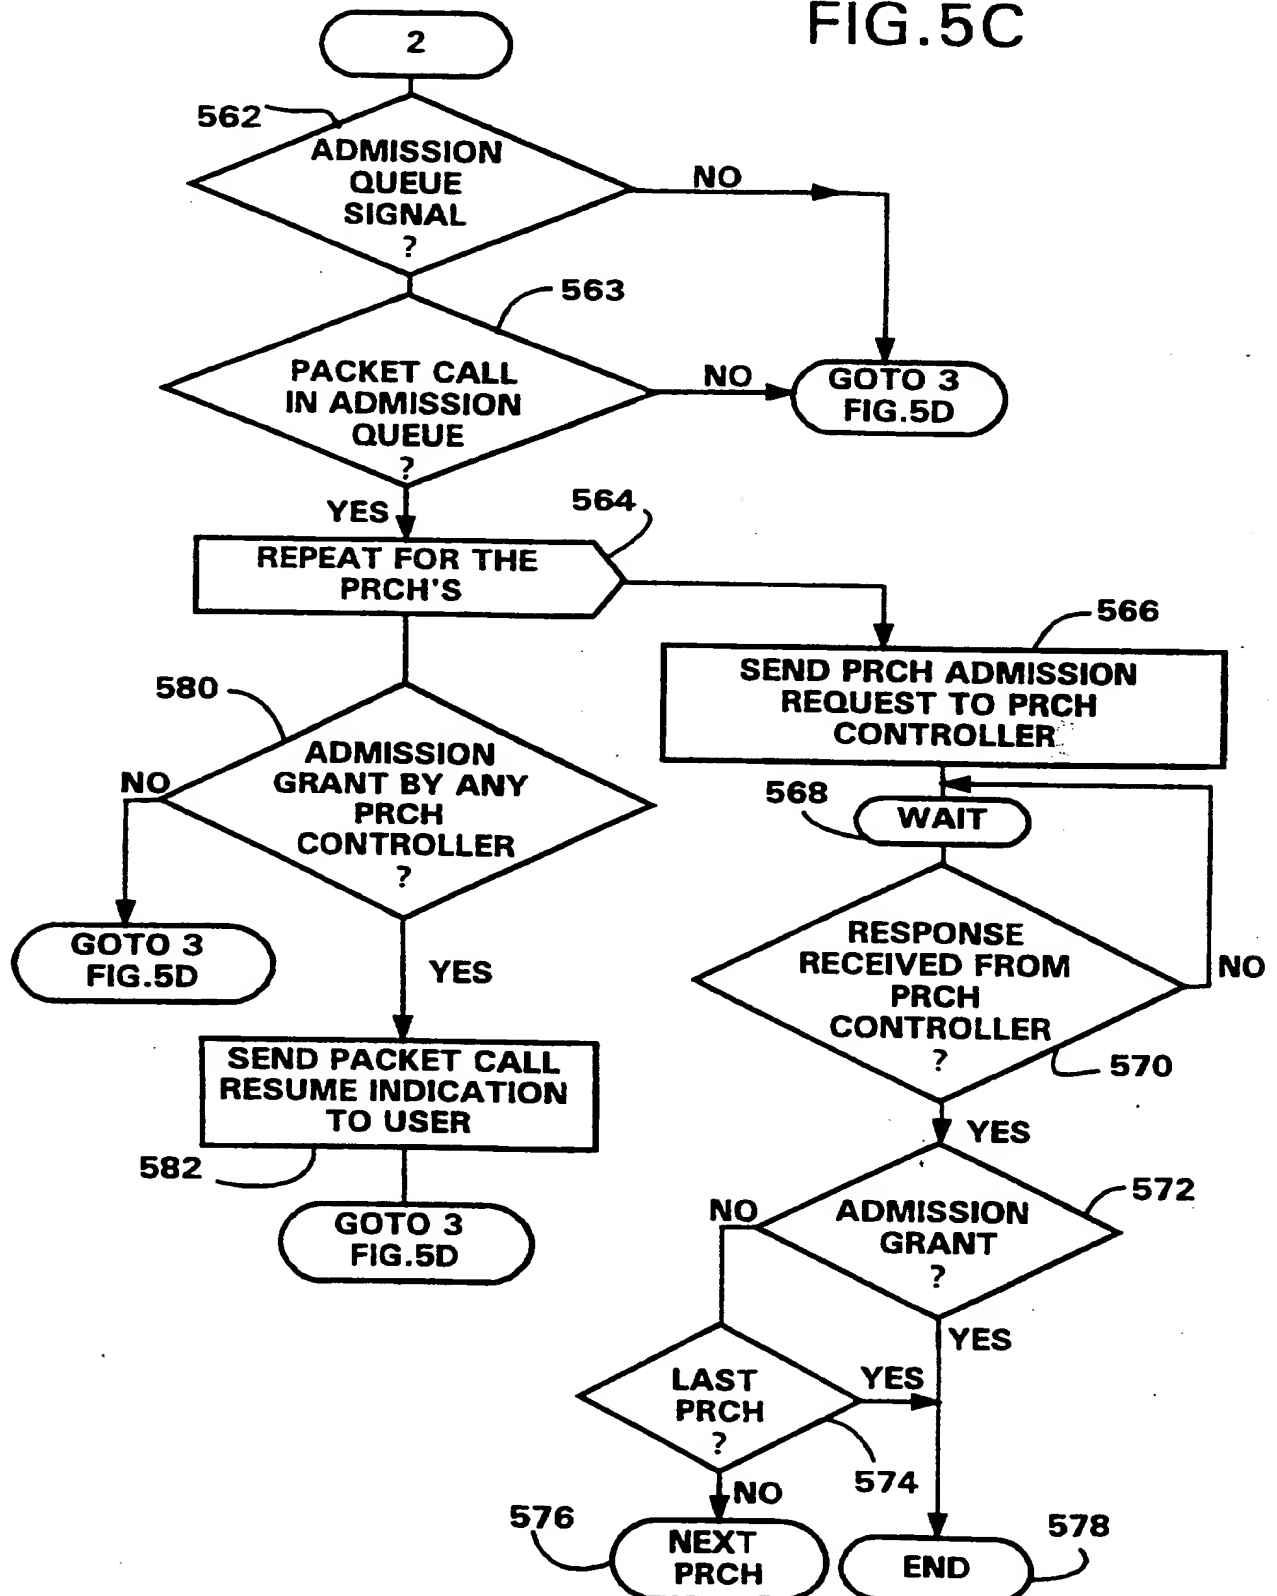 FIG.5C
2
562
ADMISSION
QUEUE
SIGNAL
?
NO
563
PACKET CALL
IN ADMISSION
QUEUE
?
NO
GOTO 3
FIG.5D
YES
564
REPEAT FOR THE
PRCH'S
566
SEND PRCH ADMISSION
REQUEST TO PRCH
CONTROLLER
580
ADMISSION
GRANT BY ANY
PRCH
CONTROLLER
?
NO
GOTO 3
FIG.5D
YES
SEND PACKET CALL
RESUME INDICATION
TO USER
582
GOTO 3
FIG.5D
568
WAIT
RESPONSE
RECEIVED FROM
PRCH
CONTROLLER
?
NO
570
YES
572
ADMISSION
GRANT
?
NO
YES
LAST
PRCH
?
YES
574
NO
576
NEXT
PRCH
END
578